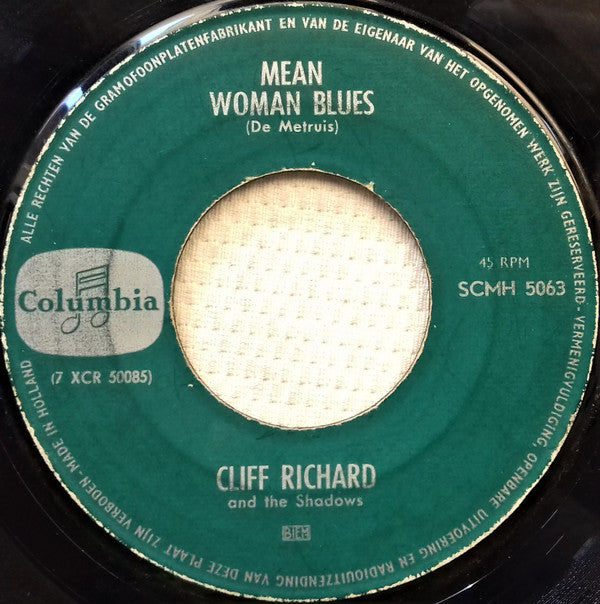 ALLE RECHTEN VAN DE GRAMOFOONPLATENFABRIKANT EN VAN DE EIGENAAR VAN HET OPGENOMEN WERK ZIJN GERESERVEERD-VERMENIGVULDIGING, OPENBARE UITVOERING EN RADIOUITZENDING VAN DEZE PLAAT ZIJN VERBODEN-MADE IN HOLLAND
MEAN
WOMAN BLUES
(De Metruis)
45 RPM
SCMH 5063
Columbia
(7 XCR 50085)
CLIFF RICHARD
and the Shadows
BIEM